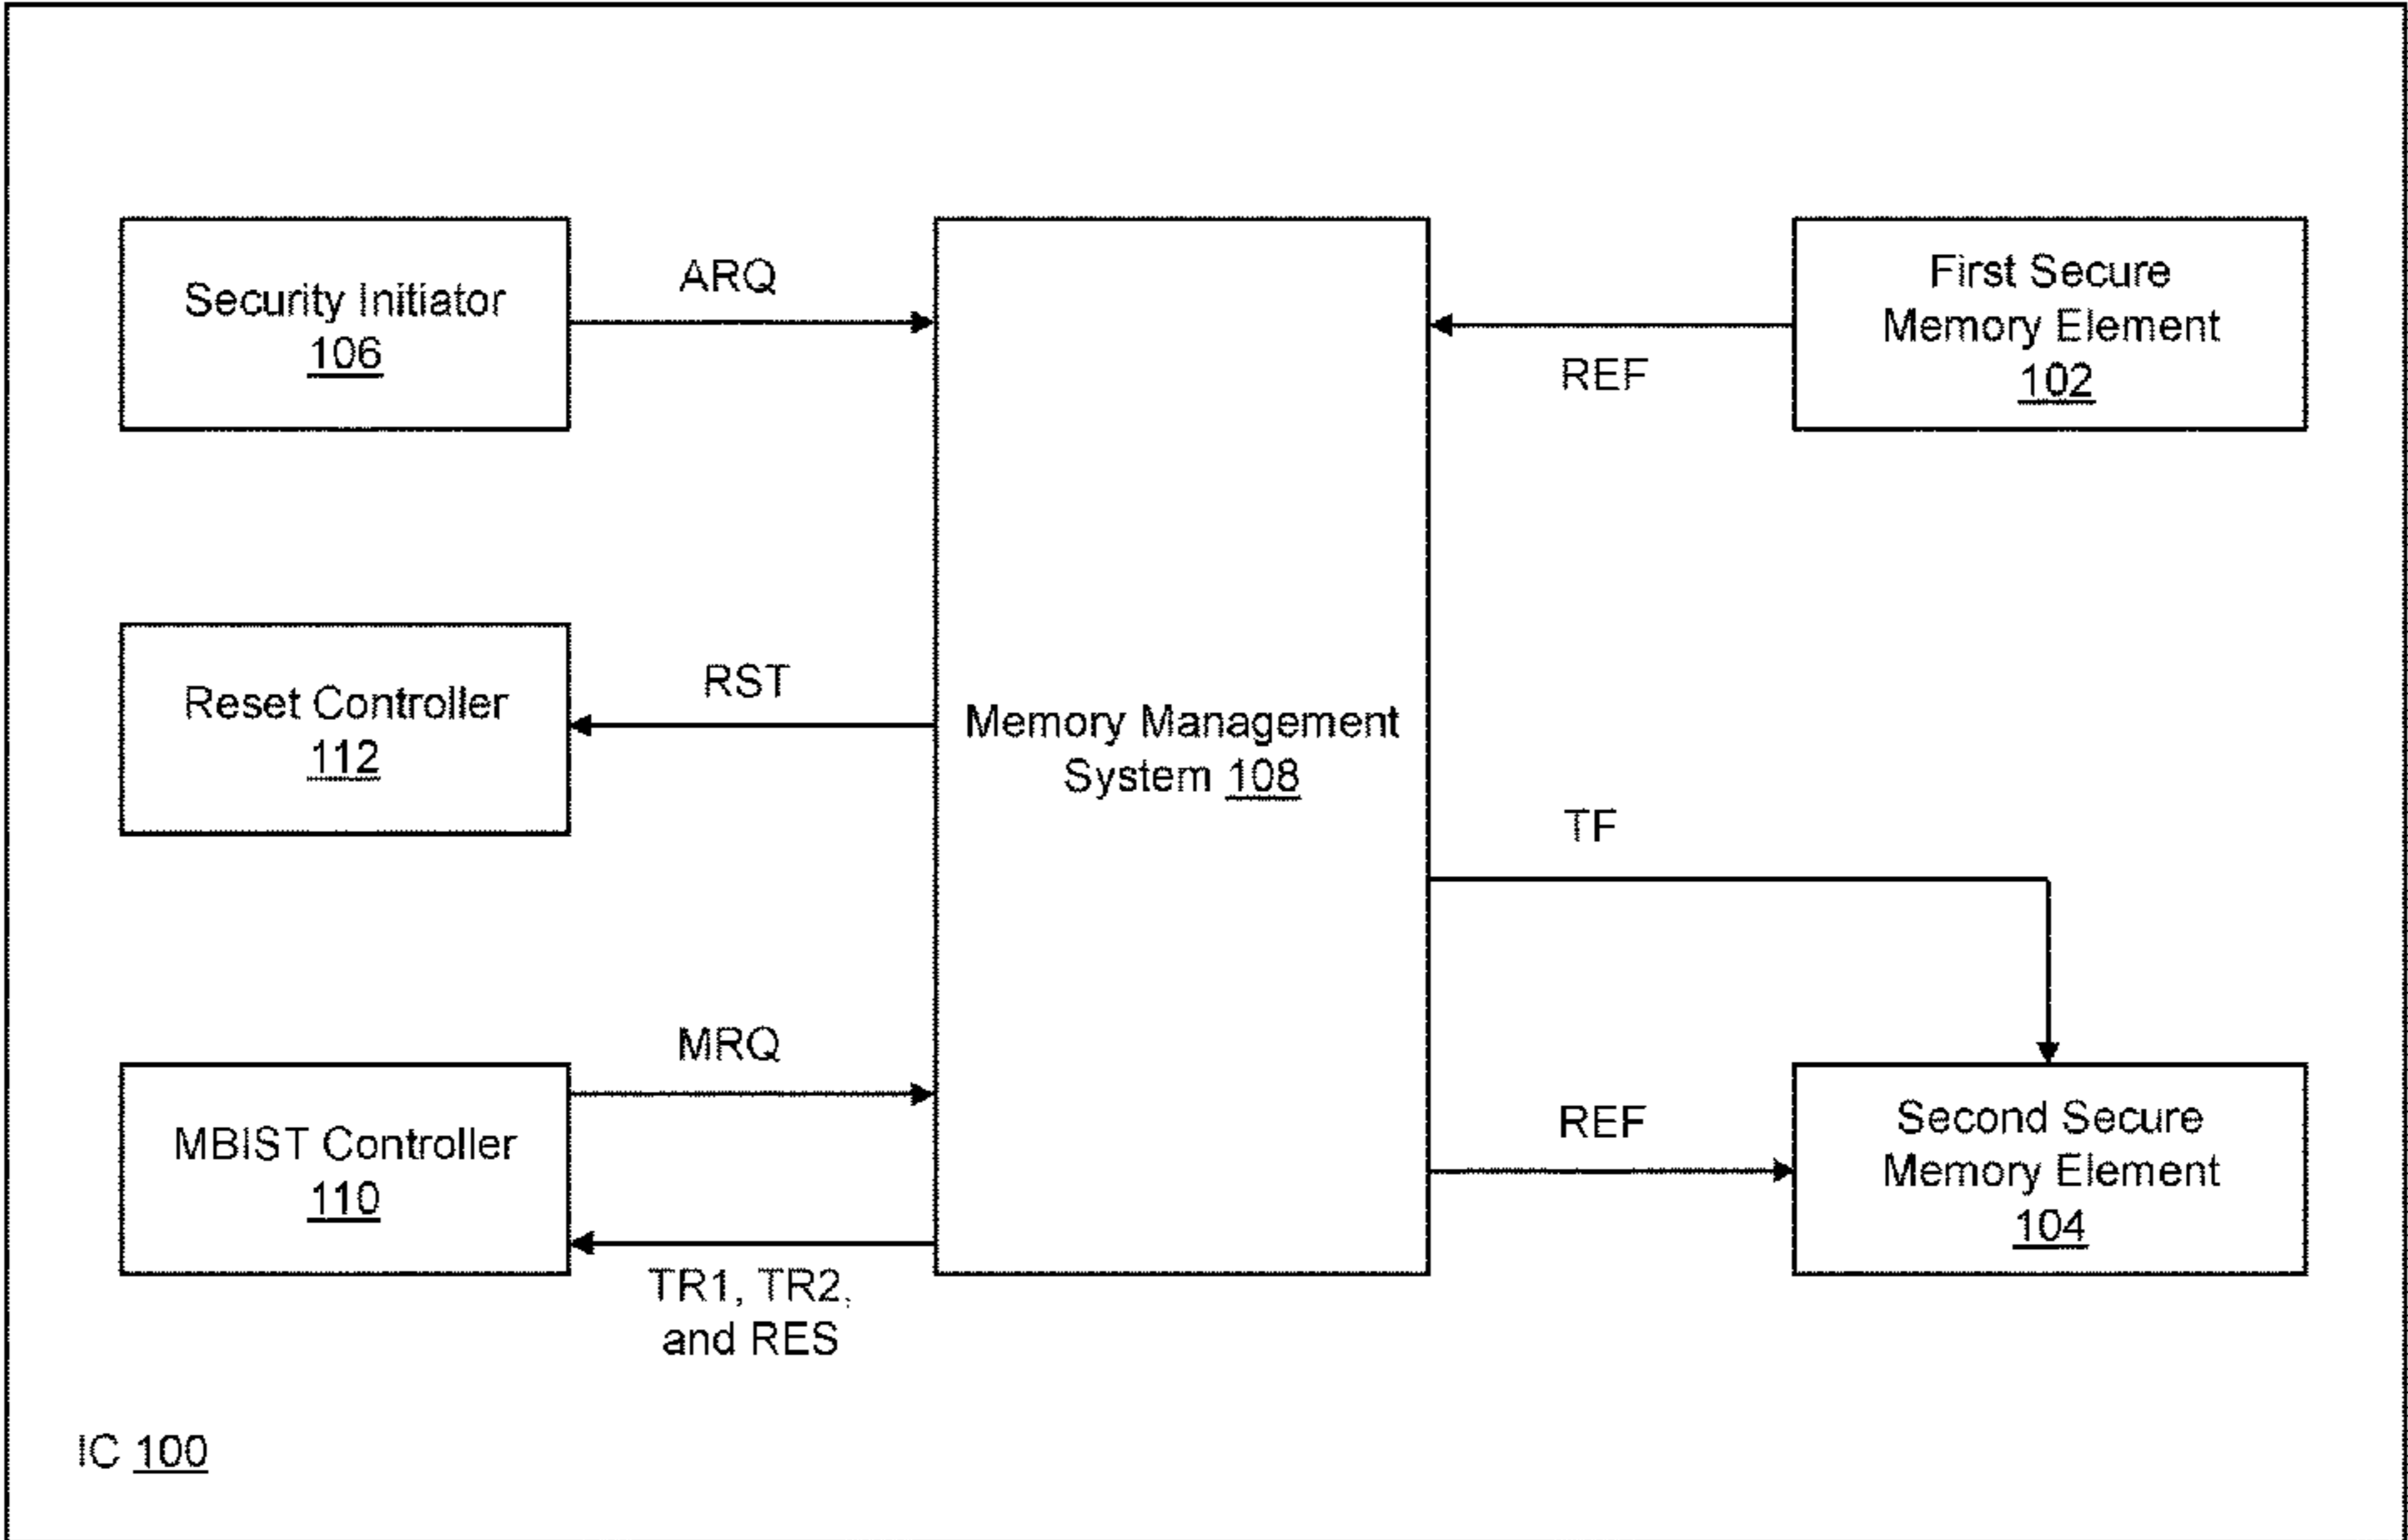 Security Initiator
106
ARQ
First Secure
Memory Element
102
REF
Reset Controller
112
RST
Memory Management
System 108
TF
MBIST Controller
110
MRQ
TR1, TR2,
and RES
REF
Second Secure
Memory Element
104
IC 100